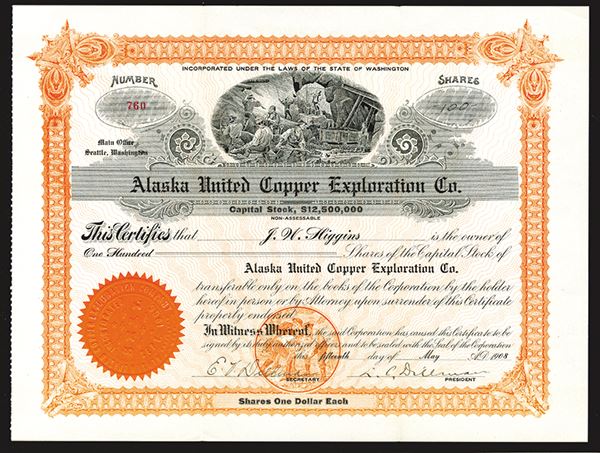 INCORPORATED UNDER THE LAWS OF THE STATE OF WASHINGTON
NUMBER
SHARES
760
100
Main Office
Seattle, Washington
Alaska United Copper Exploration Co.
Capital Stock, $12,500,000
NON-ASSESSABLE
This Certifies that J. W. Higgins is the owner of
One Hundred Shares of the Capital Stock of
Alaska United Copper Exploration Co.
transferable only on the books of the Corporation by the holder
hereof in person or by Attorney upon surrender of this Certificate
properly endorsed.
In Witness Whereof, the said Corporation has caused this Certificate to be
signed by its duly authorized officers and to be sealed with the Seal of the Corporation
this fifteenth day of May A.D. 1908
SECRETARY
PRESIDENT
Shares One Dollar Each